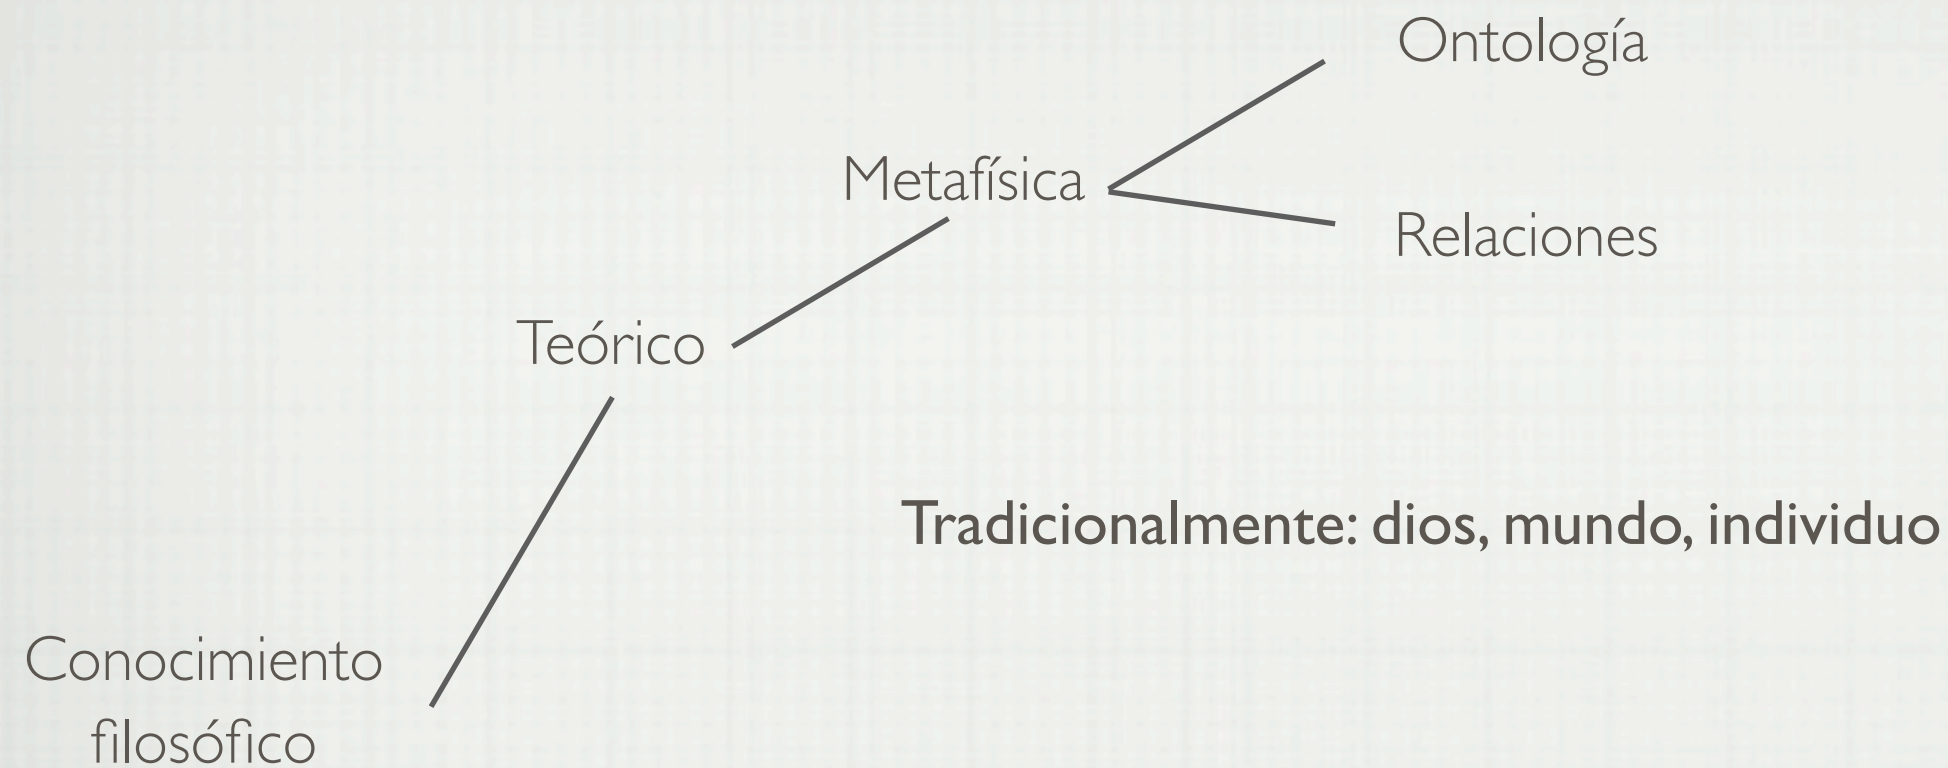 Ontología
Metafísica
Relaciones
Teórico
Tradicionalmente: dios, mundo, individuo
Conocimiento
filosófico